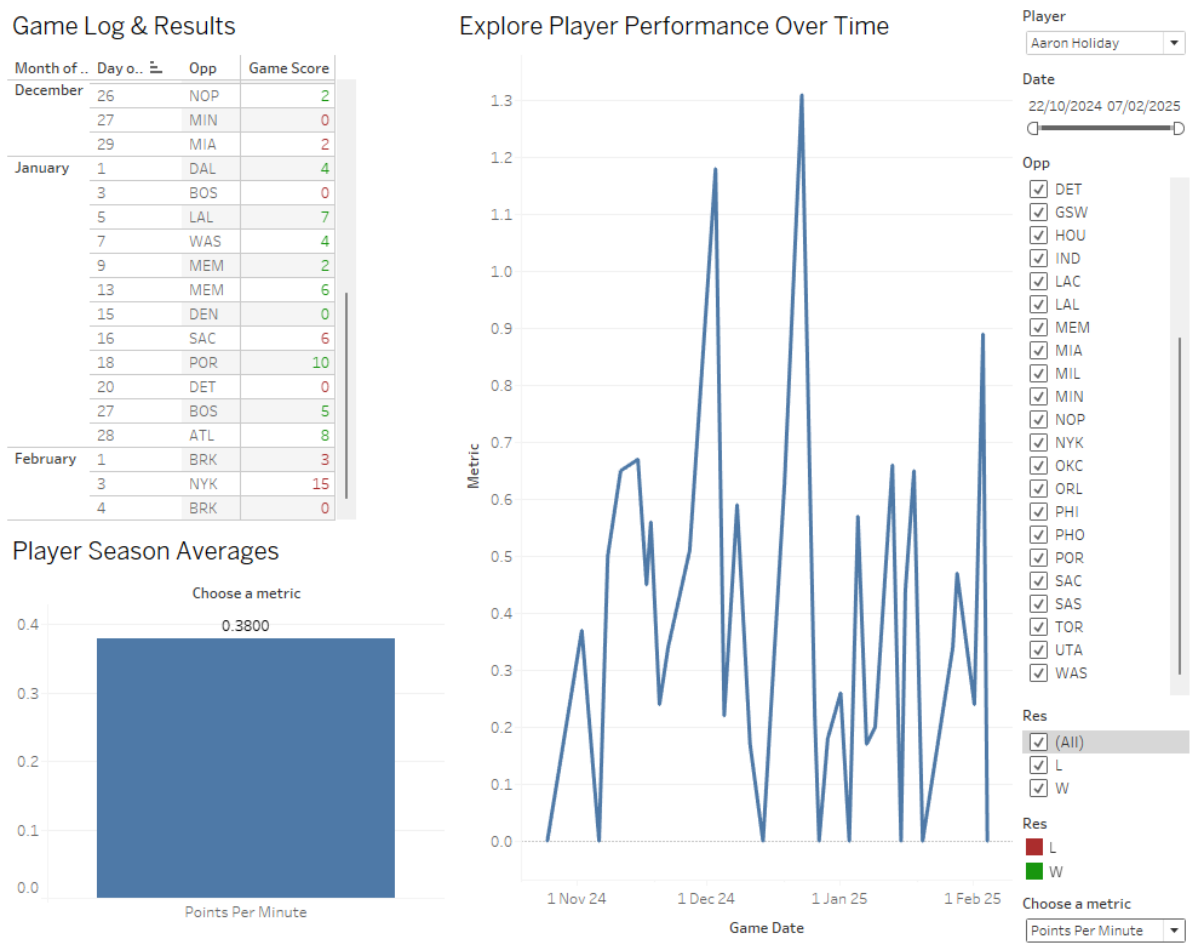 Game Log & Results
Month of .. Day o.. Opp Game Score
December 26 NOP 2
27 MIN 0
29 MIA 2
January 1 DAL 4
3 BOS 0
5 LAL 7
7 WAS 4
9 MEM 2
13 MEM 6
15 DEN 0
16 SAC 6
18 POR 10
20 DET 0
27 BOS 5
28 ATL 8
February 1 BRK 3
3 NYK 15
4 BRK 0
Player Season Averages
Choose a metric
0.3800
0.4
0.3
0.2
0.1
0.0
Points Per Minute
Explore Player Performance Over Time
Metric
1.3
1.2
1.1
1.0
0.9
0.8
0.7
0.6
0.5
0.4
0.3
0.2
0.1
0.0
1 Nov 24 1 Dec 24 1 Jan 25 1 Feb 25
Game Date
Player
Aaron Holiday
Date
22/10/2024 07/02/2025
Opp
DET
GSW
HOU
IND
LAC
LAL
MEM
MIA
MIL
MIN
NOP
NYK
OKC
ORL
PHI
PHO
POR
SAC
SAS
TOR
UTA
WAS
Res
(All)
L
W
Res
L
W
Choose a metric
Points Per Minute